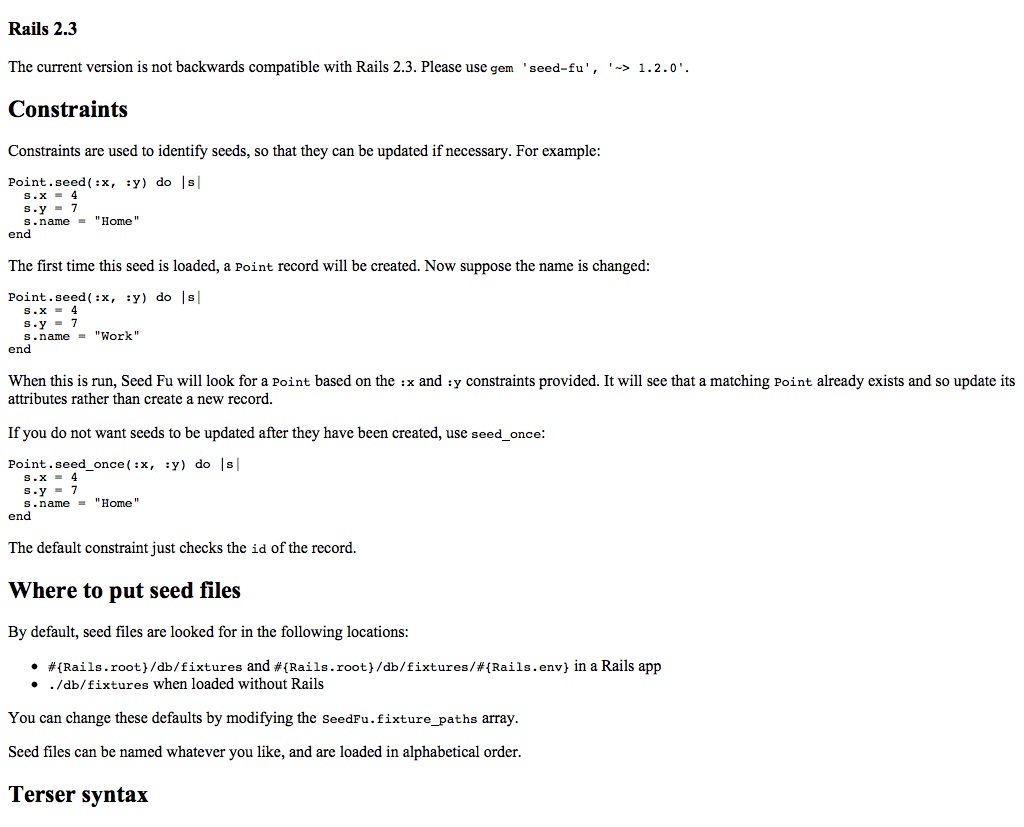 Rails 2.3
The current version is not backwards compatible with Rails 2.3. Please use gem 'seed-fu', '~> 1.2.0'.
Constraints
Constraints are used to identify seeds, so that they can be updated if necessary. For example:
Point.seed(:x, :y) do |s|
  s.x = 4
  s.y = 7
  s.name = "Home"
end
The first time this seed is loaded, a Point record will be created. Now suppose the name is changed:
Point.seed(:x, :y) do |s|
  s.x = 4
  s.y = 7
  s.name = "Work"
end
When this is run, Seed Fu will look for a Point based on the :x and :y constraints provided. It will see that a matching Point already exists and so update its
attributes rather than create a new record.
If you do not want seeds to be updated after they have been created, use seed_once:
Point.seed_once(:x, :y) do |s|
  s.x = 4
  s.y = 7
  s.name = "Home"
end
The default constraint just checks the id of the record.
Where to put seed files
By default, seed files are looked for in the following locations:
• #{Rails.root}/db/fixtures and #{Rails.root}/db/fixtures/#{Rails.env} in a Rails app
• ./db/fixtures when loaded without Rails
You can change these defaults by modifying the SeedFu.fixture_paths array.
Seed files can be named whatever you like, and are loaded in alphabetical order.
Terser syntax